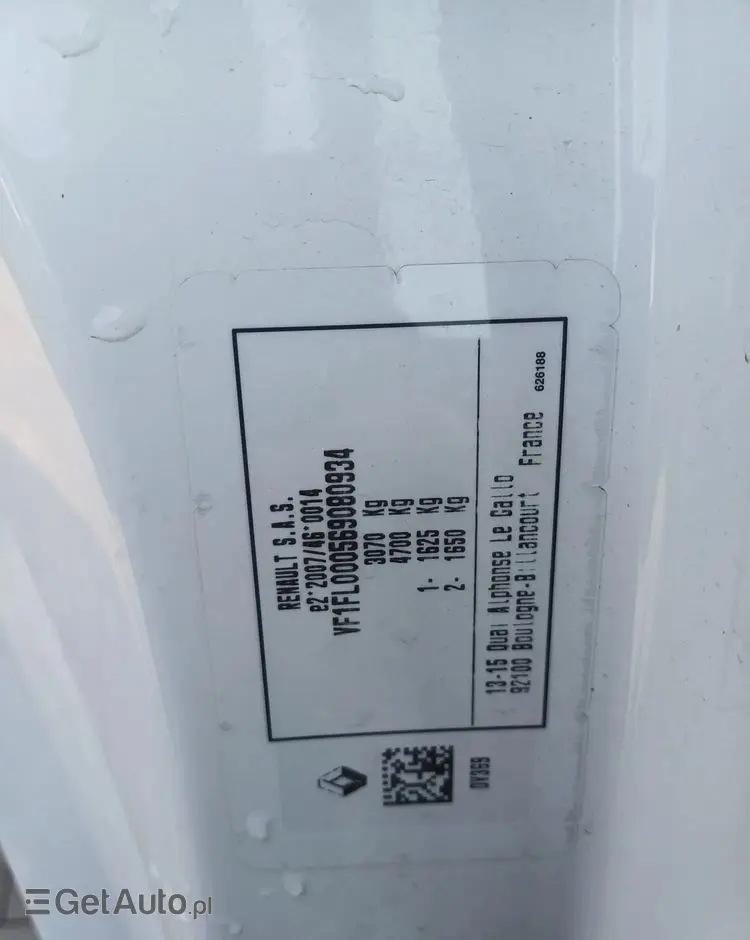 RENAULT S.A.S.
e2*2007/46*0014
VF1FL000569080934
3070 Kg
4700 Kg
1- 1625 Kg
2- 1650 Kg
13-15 Quai Alphonse Le Gallo
92100 Boulogne-Billancourt France
626188
DV369
GetAuto.pl